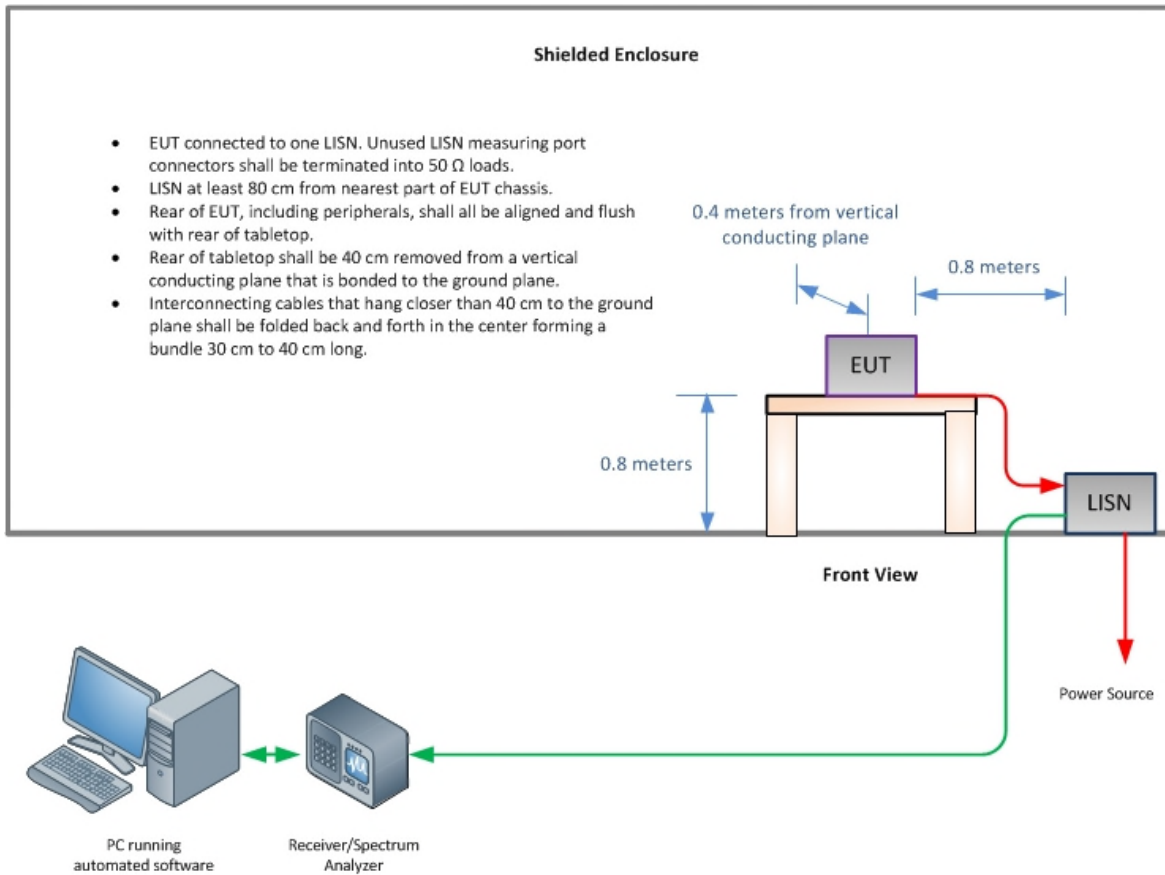 Shielded Enclosure
• EUT connected to one LISN. Unused LISN measuring port
connectors shall be terminated into 50 Ω loads.
• LISN at least 80 cm from nearest part of EUT chassis.
• Rear of EUT, including peripherals, shall all be aligned and flush
with rear of tabletop.
• Rear of tabletop shall be 40 cm removed from a vertical
conducting plane that is bonded to the ground plane.
• Interconnecting cables that hang closer than 40 cm to the ground
plane shall be folded back and forth in the center forming a
bundle 30 cm to 40 cm long.
0.4 meters from vertical
conducting plane
0.8 meters
EUT
0.8 meters
LISN
Front View
Power Source
PC running
automated software
Receiver/Spectrum
Analyzer